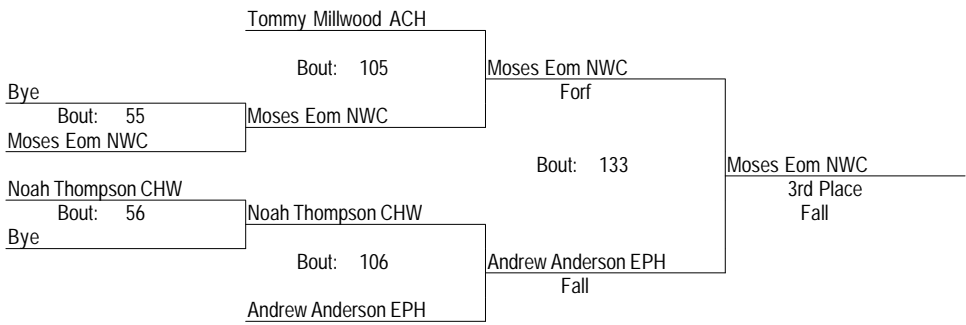 Tommy Millwood ACH
Bout: 105
Moses Eom NWC
Forf
Bye
Bout: 55
Moses Eom NWC
Moses Eom NWC
Bout: 133
Moses Eom NWC
3rd Place
Fall
Noah Thompson CHW
Bout: 56
Noah Thompson CHW
Bye
Bout: 106
Andrew Anderson EPH
Fall
Andrew Anderson EPH